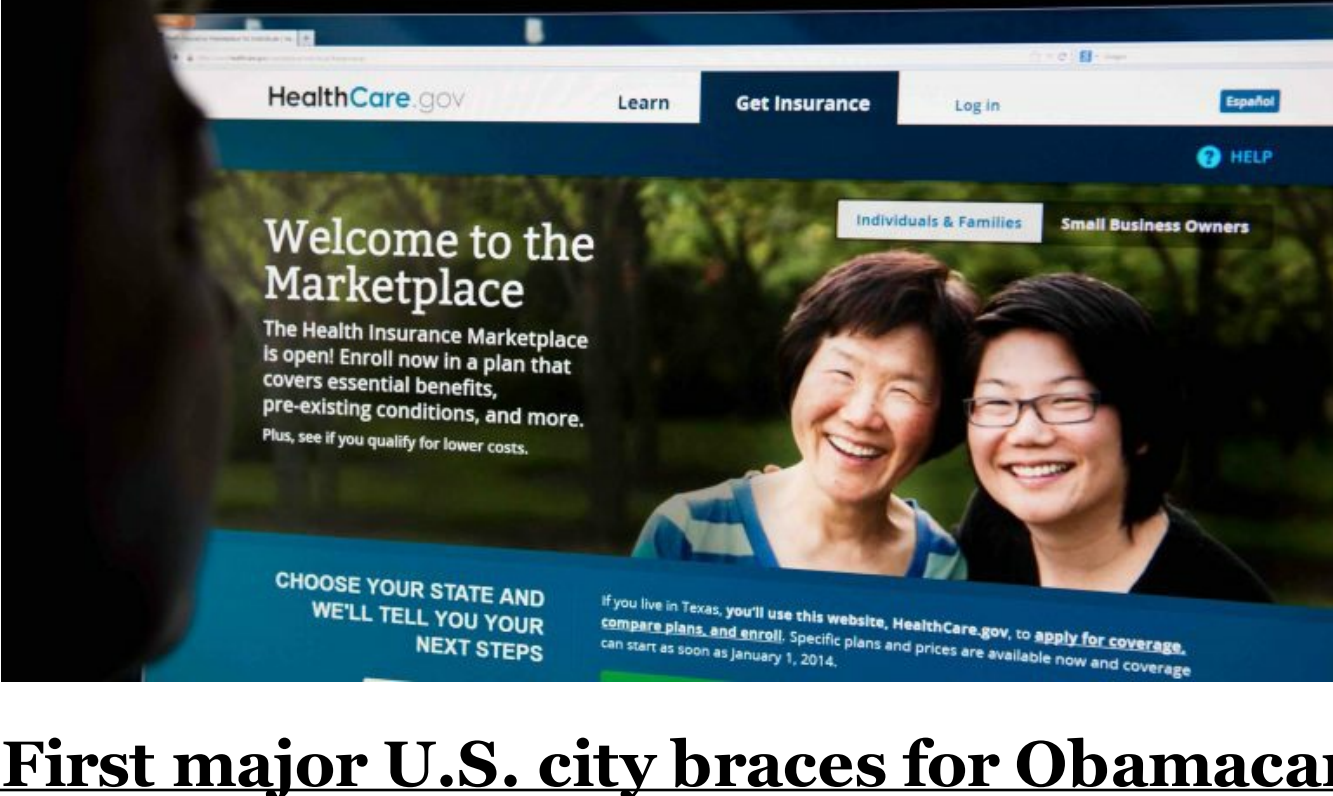 HealthCare.gov
Learn
Get Insurance
Log in
Español
? HELP
Individuals & Families
Small Business Owners
Welcome to the
Marketplace
The Health Insurance Marketplace
is open! Enroll now in a plan that
covers essential benefits,
pre-existing conditions, and more.
Plus, see if you qualify for lower costs.
CHOOSE YOUR STATE AND
WE'LL TELL YOU YOUR
NEXT STEPS
If you live in Texas, you'll use this website, HealthCare.gov, to apply for coverage,
compare plans, and enroll. Specific plans and prices are available now and coverage
can start as soon as January 1, 2014.
First major U.S. city braces for Obamacar